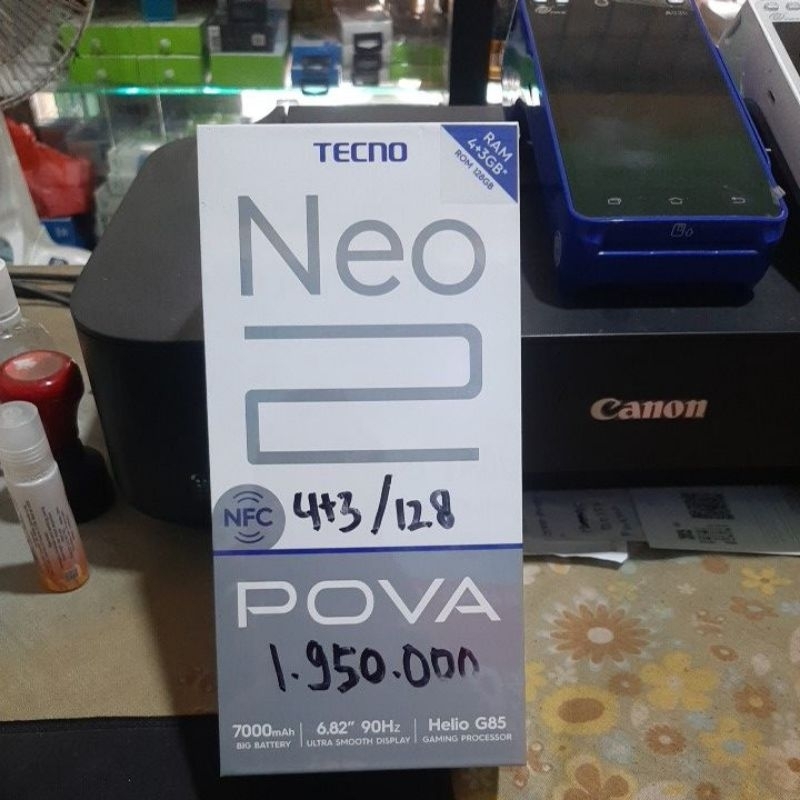 TECNO
RAM
4+3GB*
ROM 128GB
Neo
2
NFC
4+3/128
POVA
1.950.000
7000mAh
BIG BATTERY
6.82" 90Hz
ULTRA SMOOTH DISPLAY
Helio G85
GAMING PROCESSOR
Canon